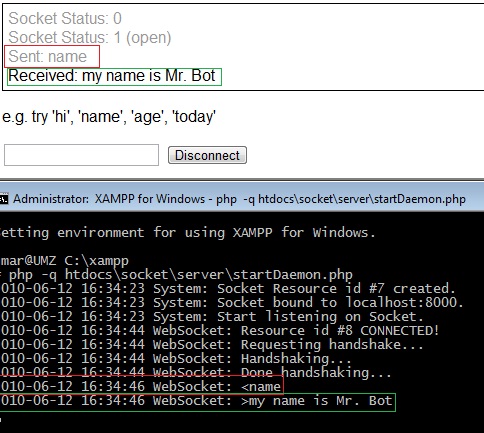 Socket Status: 0
Socket Status: 1 (open)
Sent: name
Received: my name is Mr. Bot
e.g. try 'hi', 'name', 'age', 'today'
Disconnect
Administrator: XAMPP for Windows - php -q htdocs\socket\server\startDaemon.php
Setting environment for using XAMPP for Windows.
mar@UMZ C:\xampp
# php -q htdocs\socket\server\startDaemon.php
010-06-12 16:34:23 System: Socket Resource id #7 created.
010-06-12 16:34:23 System: Socket bound to localhost:8000.
010-06-12 16:34:23 System: Start listening on Socket.
010-06-12 16:34:44 WebSocket: Resource id #8 CONNECTED!
010-06-12 16:34:44 WebSocket: Requesting handshake...
010-06-12 16:34:44 WebSocket: Handshaking...
010-06-12 16:34:44 WebSocket: Done handshaking...
010-06-12 16:34:46 WebSocket: <name
010-06-12 16:34:46 WebSocket: >my name is Mr. Bot